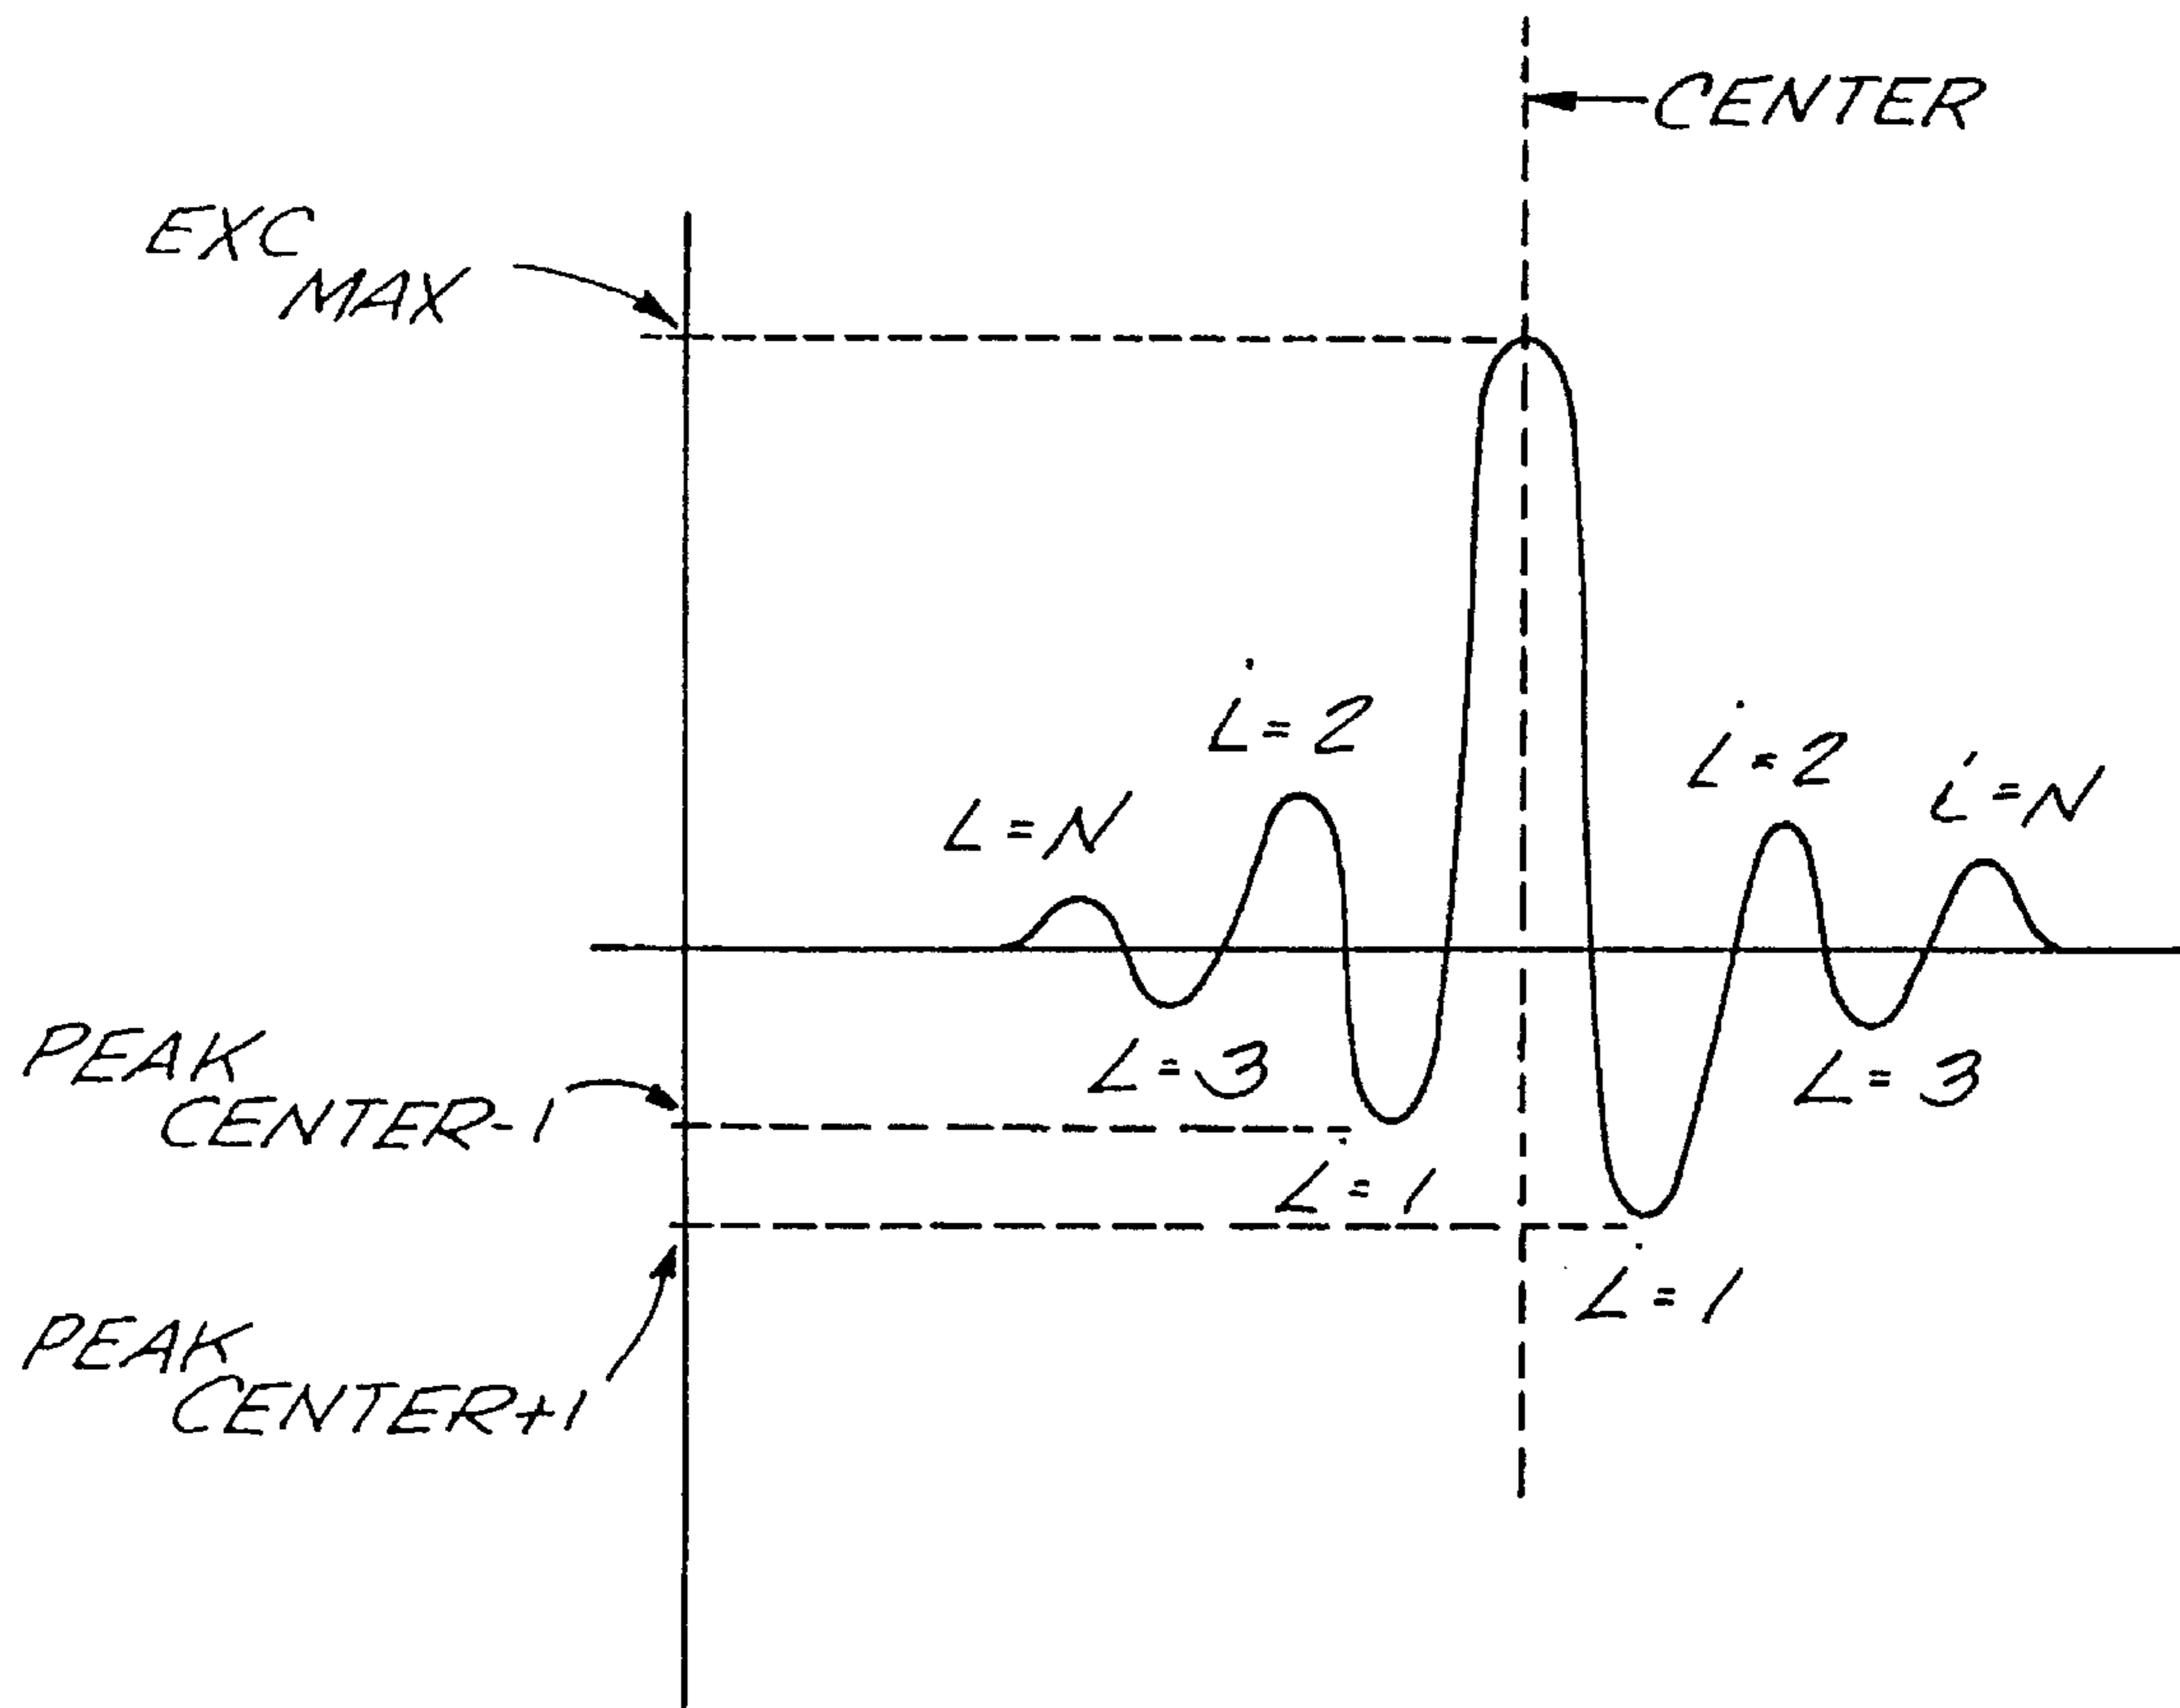 CENTER
EXC
MAX
i=2
i=2
i=N
i=N
PEAK
CENTER-1
i=3
i=3
i=1
i=1
PEAK
CENTER+1